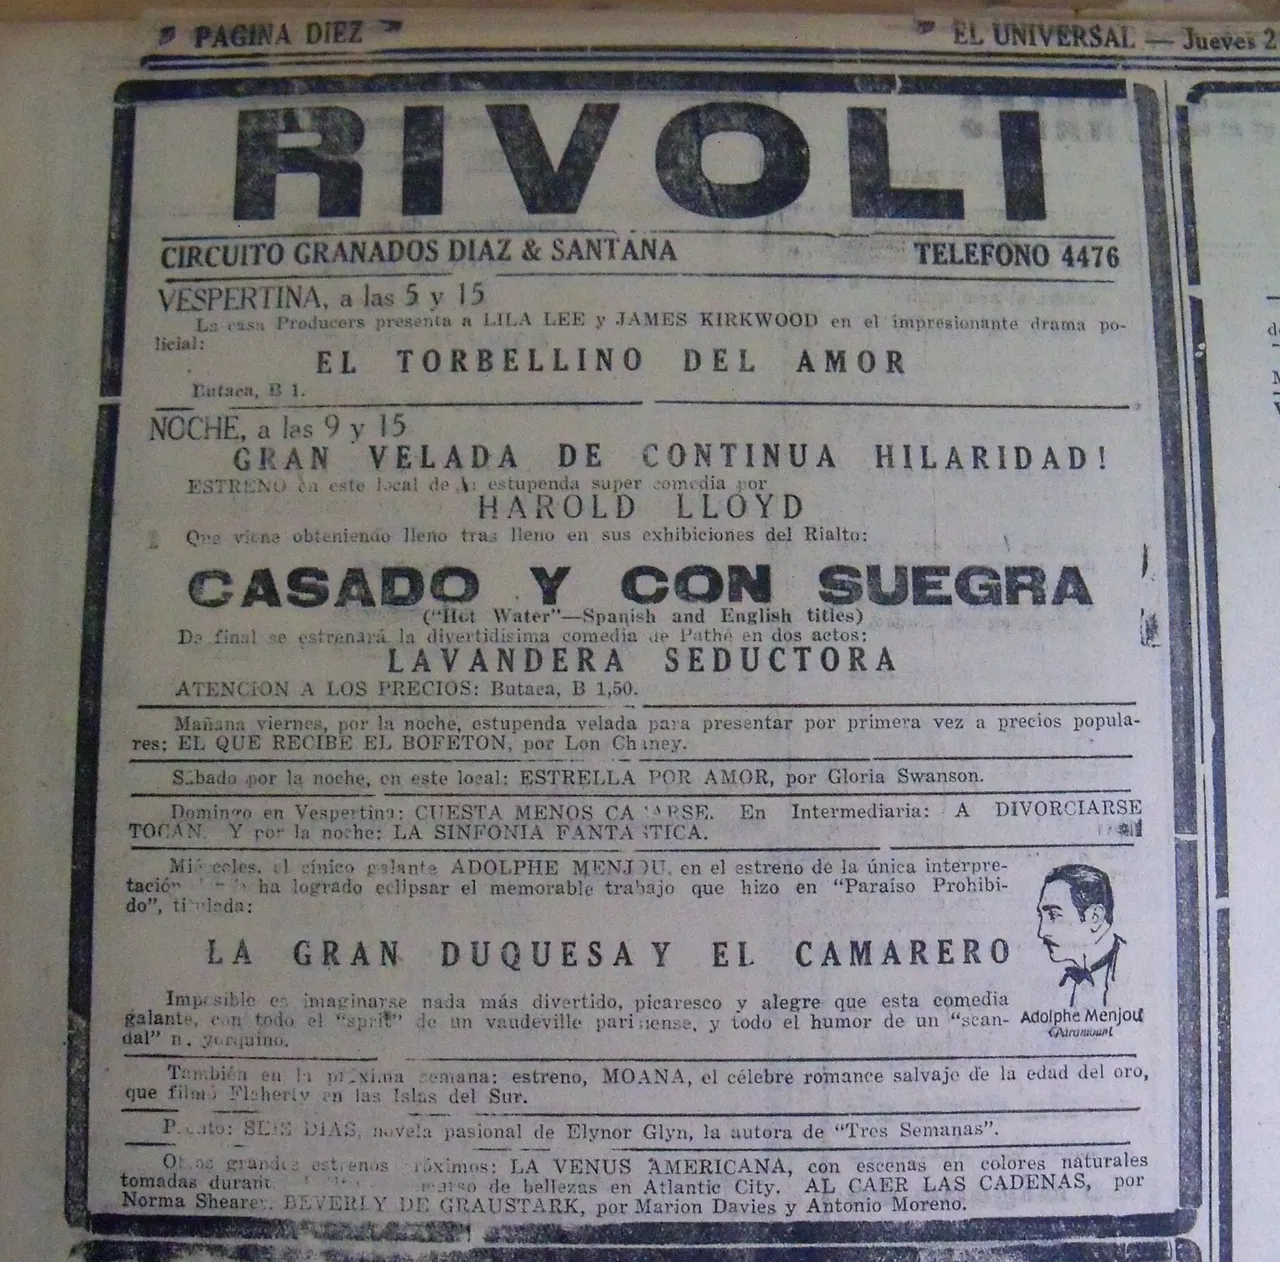 PAGINA DIEZ
EL UNIVERSAL — Jueves 2
RIVOLI
CIRCUITO GRANADOS DIAZ & SANTANA
TELEFONO 4476
VESPERTINA, a las 5 y 15
La casa Producers presenta a LILA LEE y JAMES KIRKWOOD en el impresionante drama po-
licial:
EL TORBELLINO DEL AMOR
Butaca, B 1.
NOCHE, a las 9 y 15
GRAN VELADA DE CONTINUA HILARIDAD!
ESTRENO en este local de la estupenda super comedia por
HAROLD LLOYD
Que viene obteniendo lleno tras lleno en sus exhibiciones del Rialto:
CASADO Y CON SUEGRA
("Hot Water"—Spanish and English titles)
De final se estrenará la divertidísima comedia de Pathé en dos actos:
LAVANDERA SEDUCTORA
ATENCION A LOS PRECIOS: Butaca, B 1,50.
Mañana viernes, por la noche, estupenda velada para presentar por primera vez a precios popula-
res: EL QUE RECIBE EL BOFETON, por Lon Chaney.
Sábado por la noche, en este local: ESTRELLA POR AMOR, por Gloria Swanson.
Domingo en Vespertina: CUESTA MENOS CASARSE. En Intermediaria: A DIVORCIARSE
TOCAN. Y por la noche: LA SINFONIA FANTASTICA.
Miércoles, el cínico galante ADOLPHE MENJOU, en el estreno de la única interpre-
tación ha logrado eclipsar el memorable trabajo que hizo en "Paraíso Prohibi-
do", titulada:
LA GRAN DUQUESA Y EL CAMARERO
Imposible es imaginarse nada más divertido, picaresco y alegre que esta comedia
galante, con todo el "sprit" de un vaudeville parisiense, y todo el humor de un "scan-
dal" neoyorquino.
Adolphe Menjou
Paramount
También en la próxima semana: estreno, MOANA, el célebre romance salvaje de la edad del oro,
que filmó Flaherty en las Islas del Sur.
Pronto: SEIS DIAS, novela pasional de Elynor Glyn, la autora de "Tres Semanas".
Otros grandes estrenos próximos: LA VENUS AMERICANA, con escenas en colores naturales
tomadas durante de bellezas en Atlantic City. AL CAER LAS CADENAS, por
Norma Shearer. BEVERLY DE GRAUSTARK, por Marion Davies y Antonio Moreno.